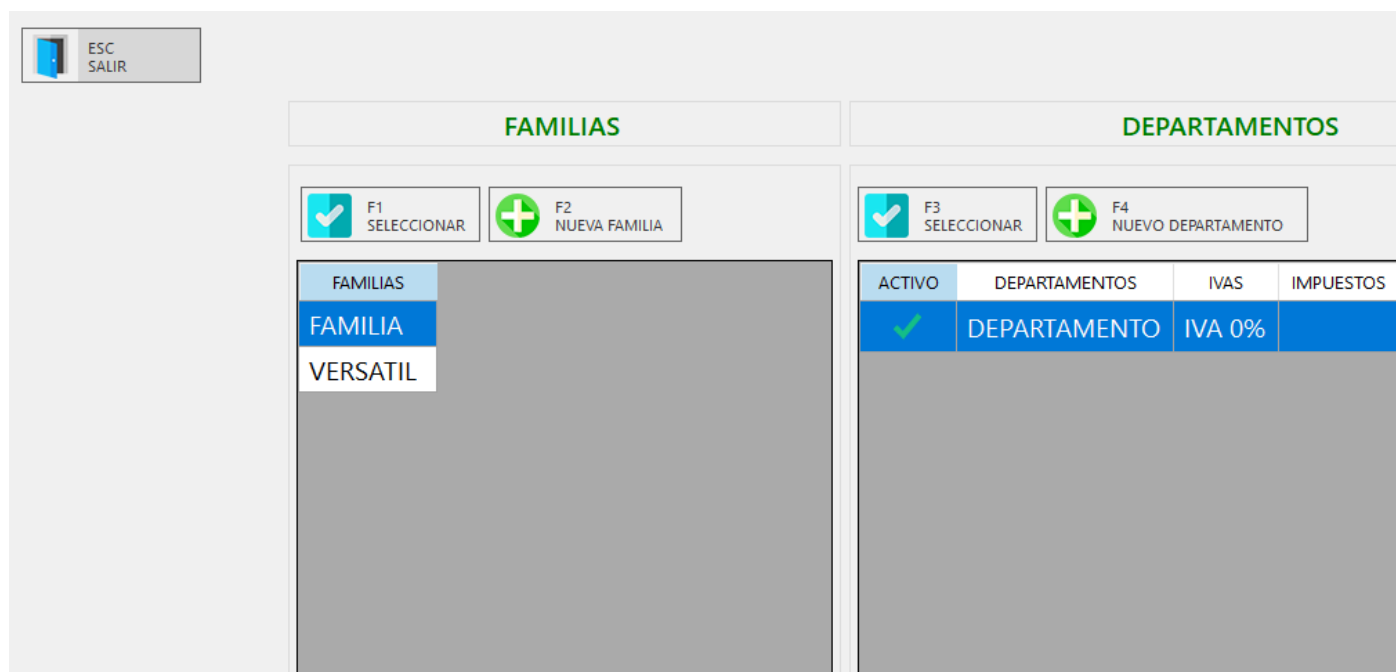 ESC
SALIR
FAMILIAS
DEPARTAMENTOS
F1
SELECCIONAR
F2
NUEVA FAMILIA
F3
SELECCIONAR
F4
NUEVO DEPARTAMENTO
FAMILIAS
FAMILIA
VERSATIL
ACTIVO DEPARTAMENTOS IVAS IMPUESTOS
DEPARTAMENTO IVA 0%